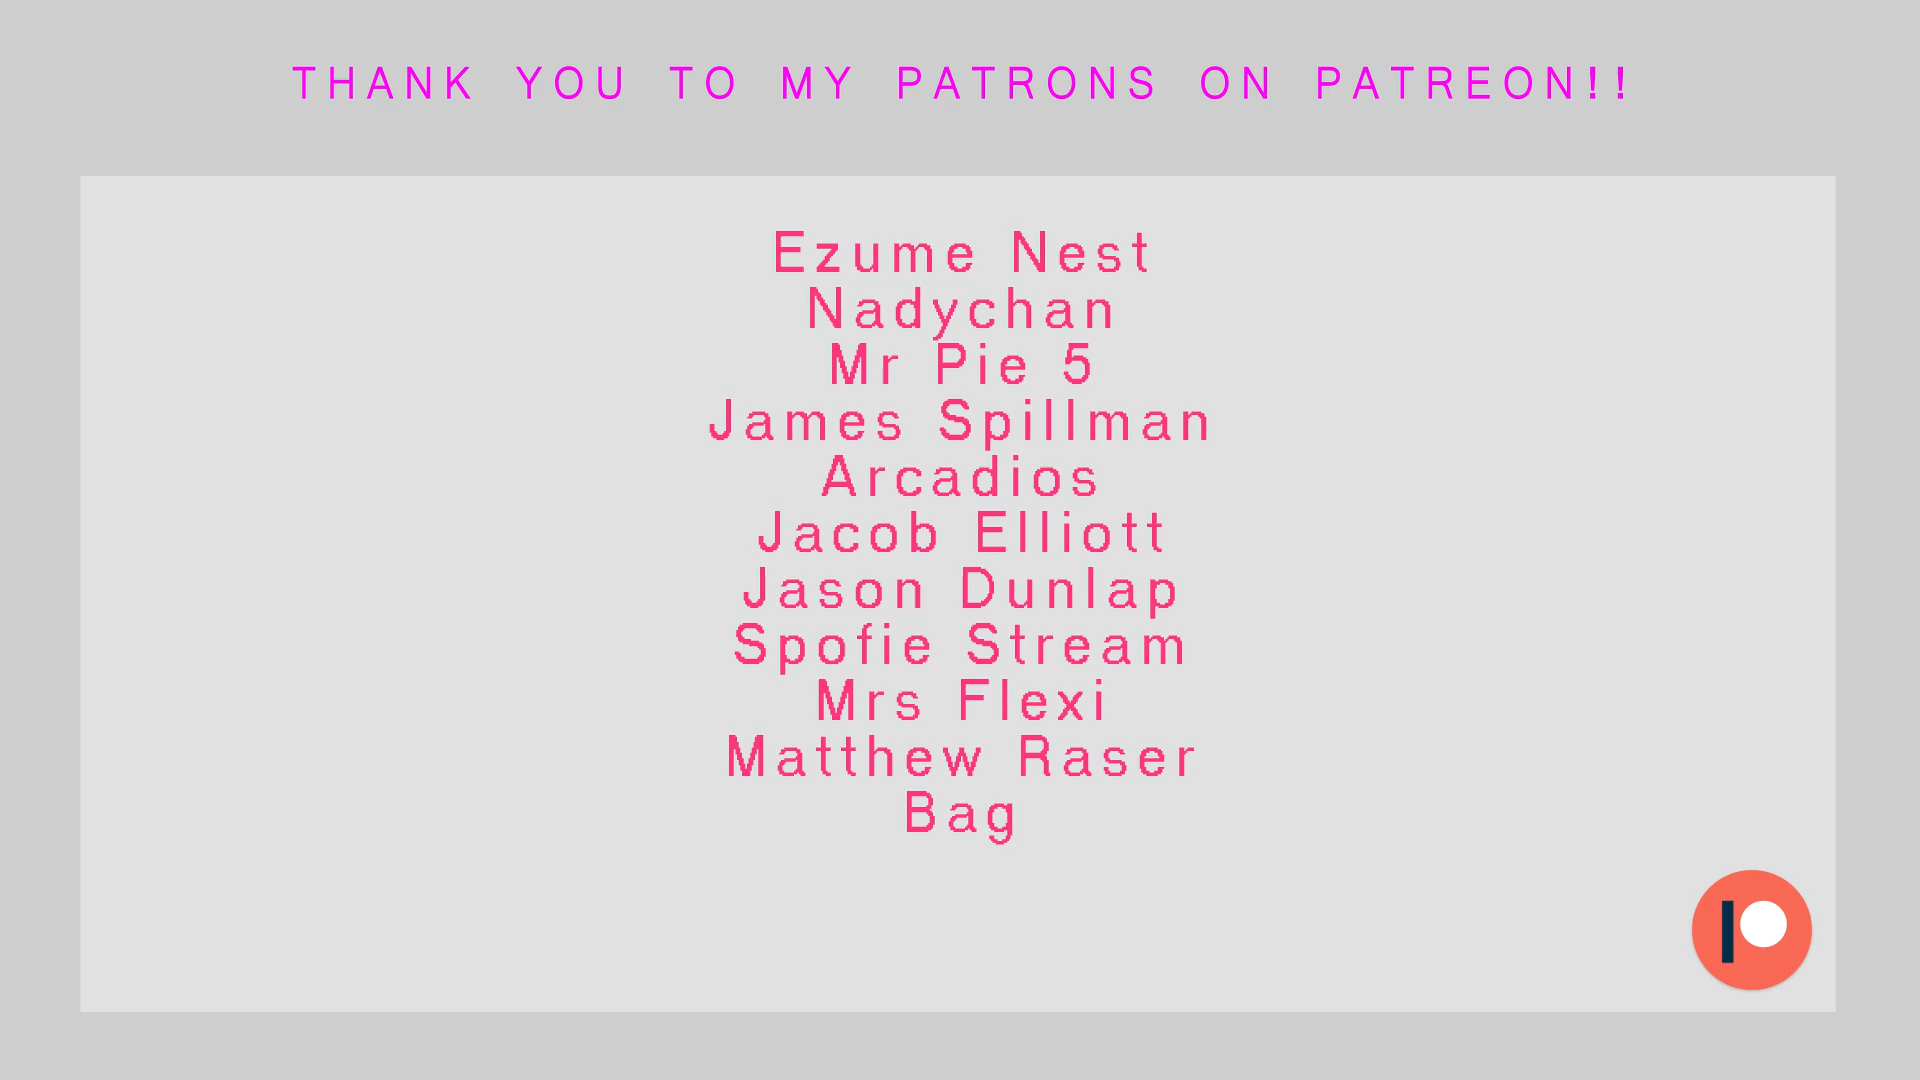 THANK YOU TO MY PATRONS ON PATREON!!
Ezume Nest
Nadychan
Mr Pie 5
James Spillman
Arcadios
Jacob Elliott
Jason Dunlap
Spofie Stream
Mrs Flexi
Matthew Raser
Bag